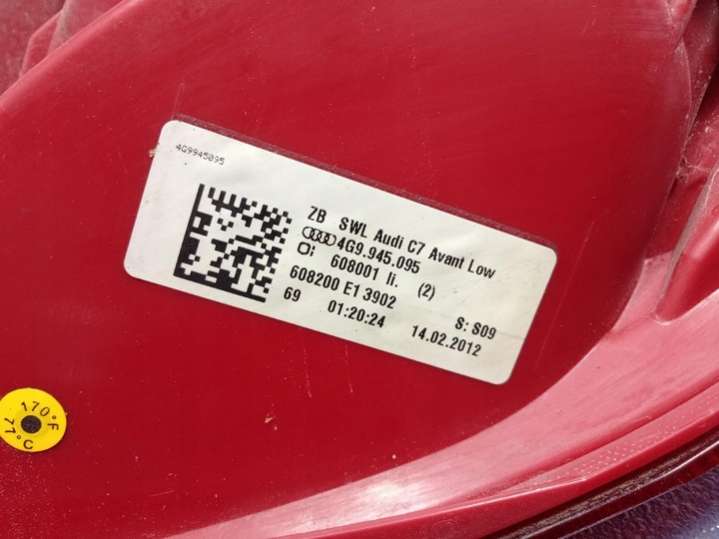 4G9945095
ZB SWL Audi C7 Avant Low
4G9.945.095
608001 li. (2)
608200 E1 3902 S: S09
69 01:20:24 14.02.2012
170°F
77°C